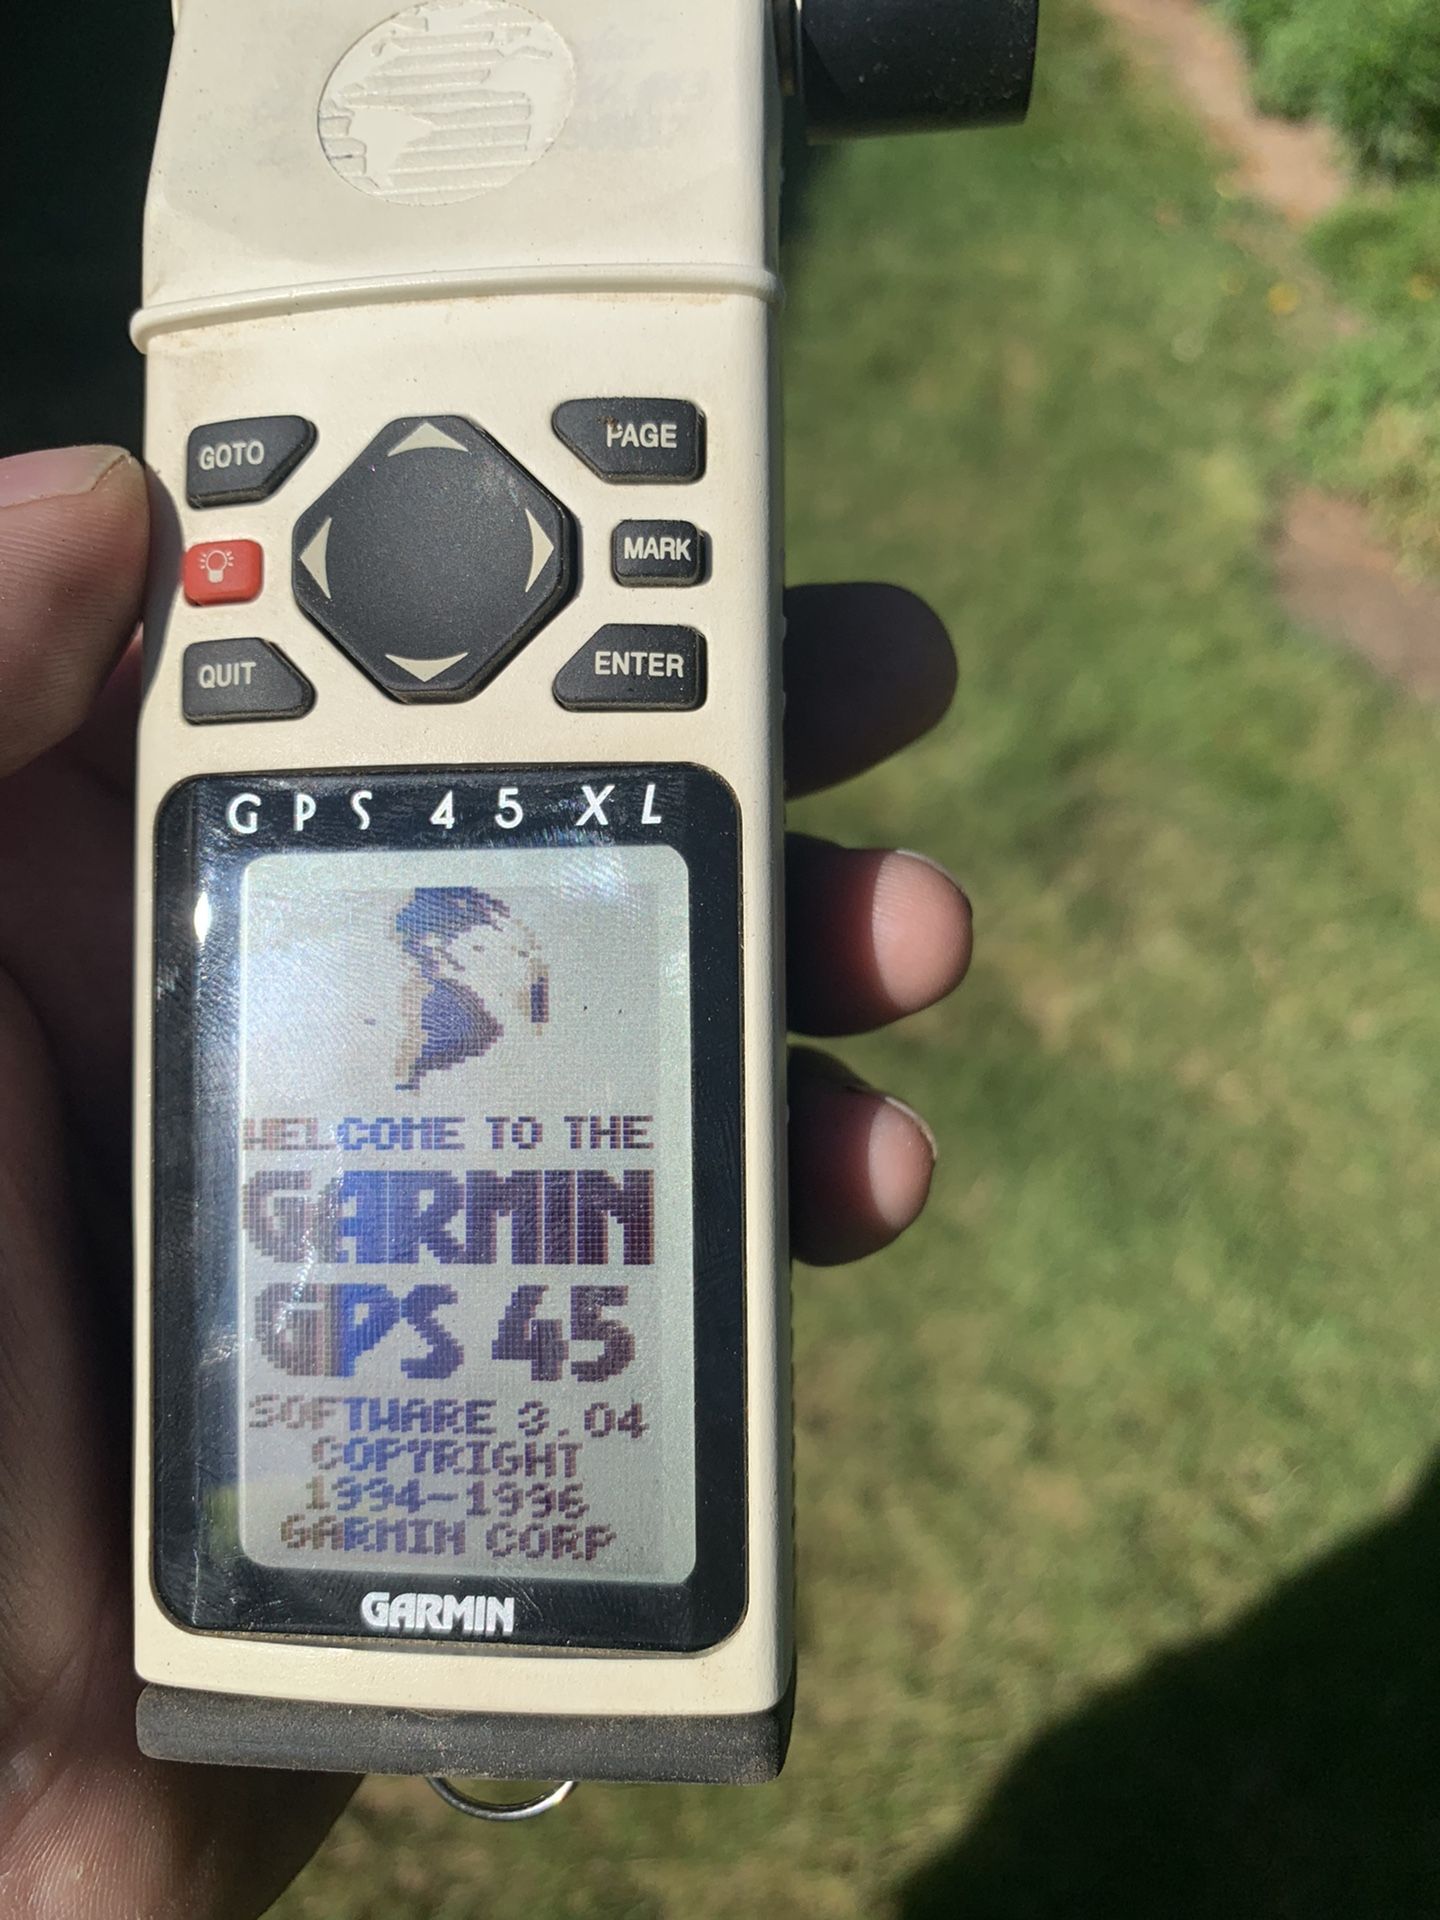 GOTO
PAGE
MARK
QUIT
ENTER
GPS 45 XL
WELCOME TO THE
GARMIN
GPS 45
SOFTWARE 3.04
COPYRIGHT
1994-1996
GARMIN CORP
GARMIN